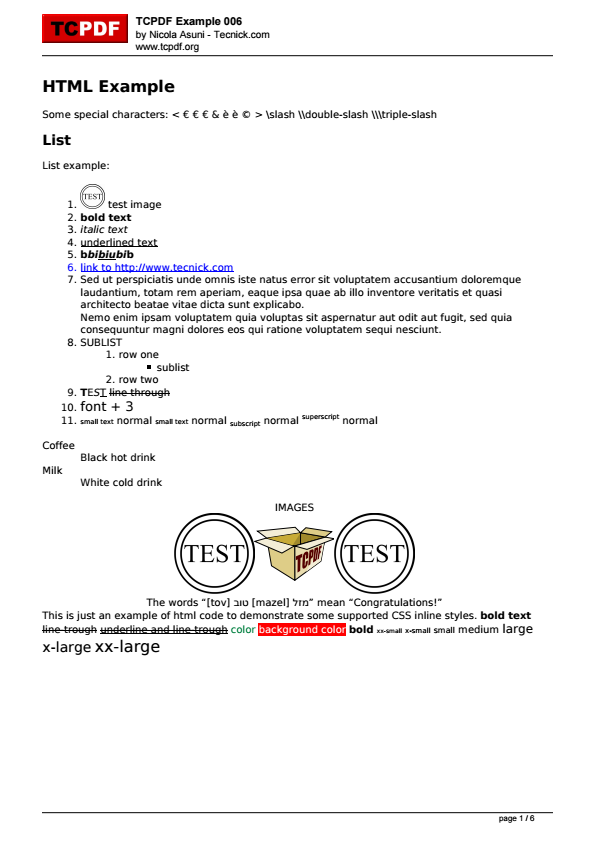 TCPDF
TCPDF Example 006
by Nicola Asuni - Tecnick.com
www.tcpdf.org
HTML Example
Some special characters: < € € € & è è © > \slash \\double-slash \\\triple-slash
List
List example:
TEST
1. test image
2. bold text
3. italic text
4. underlined text
5. bbibiubib
6. link to http://www.tecnick.com
7. Sed ut perspiciatis unde omnis iste natus error sit voluptatem accusantium doloremque
laudantium, totam rem aperiam, eaque ipsa quae ab illo inventore veritatis et quasi
architecto beatae vitae dicta sunt explicabo.
Nemo enim ipsam voluptatem quia voluptas sit aspernatur aut odit aut fugit, sed quia
consequuntur magni dolores eos qui ratione voluptatem sequi nesciunt.
8. SUBLIST
1. row one
▪ sublist
2. row two
9. TEST line through
10. font + 3
11. small text normal small text normal subscript normal superscript normal
Coffee
Black hot drink
Milk
White cold drink
IMAGES
TEST TCPDF TEST
The words “[tov] טוב [mazel] מזל” mean “Congratulations!”
This is just an example of html code to demonstrate some supported CSS inline styles. bold text
line trough underline and line trough color background color bold xx-small x-small small medium large
x-large xx-large
page 1 / 6